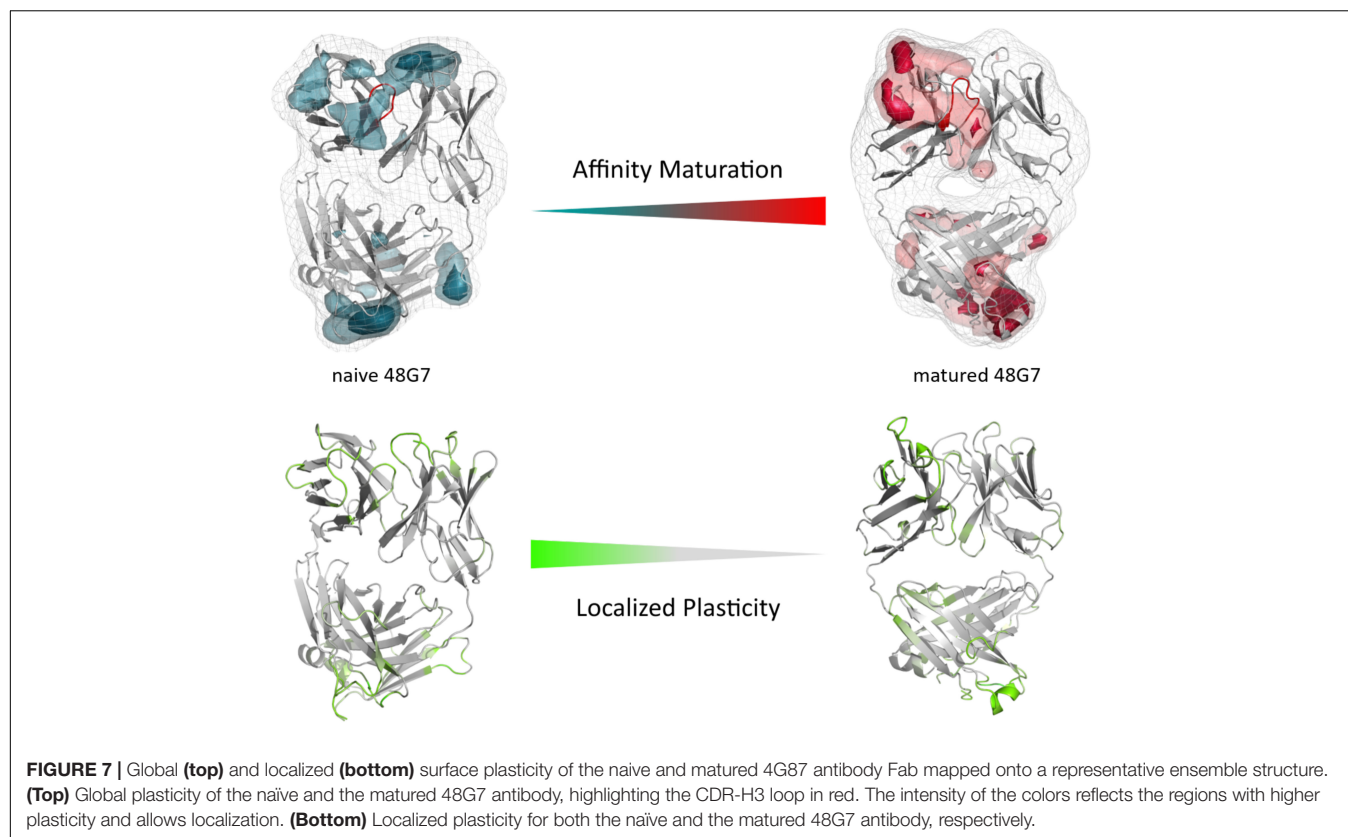 Affinity Maturation
naive 48G7
matured 48G7
Localized Plasticity
FIGURE 7 | Global (top) and localized (bottom) surface plasticity of the naive and matured 4G87 antibody Fab mapped onto a representative ensemble structure.
(Top) Global plasticity of the naïve and the matured 48G7 antibody, highlighting the CDR-H3 loop in red. The intensity of the colors reflects the regions with higher
plasticity and allows localization. (Bottom) Localized plasticity for both the naïve and the matured 48G7 antibody, respectively.